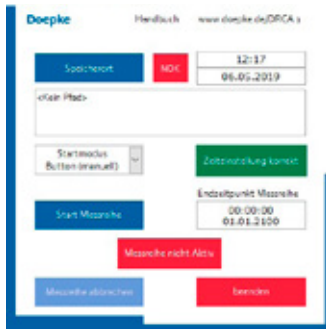 Doepke Handbuch www.doepke.de/DRCA
Speicherort NOK 12:17
06.05.2019
<Kein Pfad>
Startmodus
Button (manuell) Zeiteinstellung korrekt
Endzeitpunkt Messreihe
Start Messreihe 00:00:00
01.01.2100
Messreihe nicht Aktiv
Messreihe abbrechen beenden